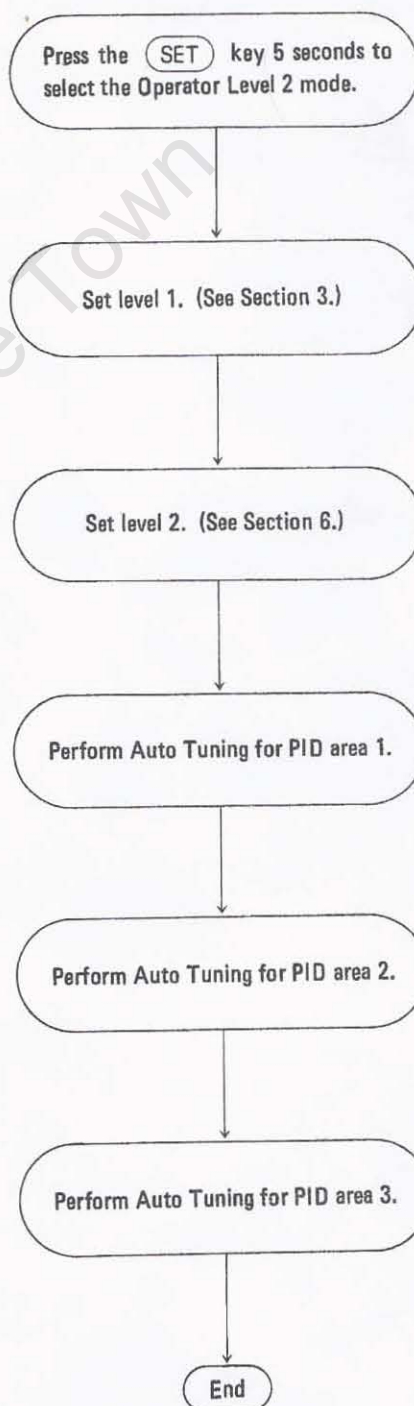 Press the SET key 5 seconds to
select the Operator Level 2 mode.
Set level 1. (See Section 3.)
Set level 2. (See Section 6.)
Perform Auto Tuning for PID area 1.
Perform Auto Tuning for PID area 2.
Perform Auto Tuning for PID area 3.
End
e Town